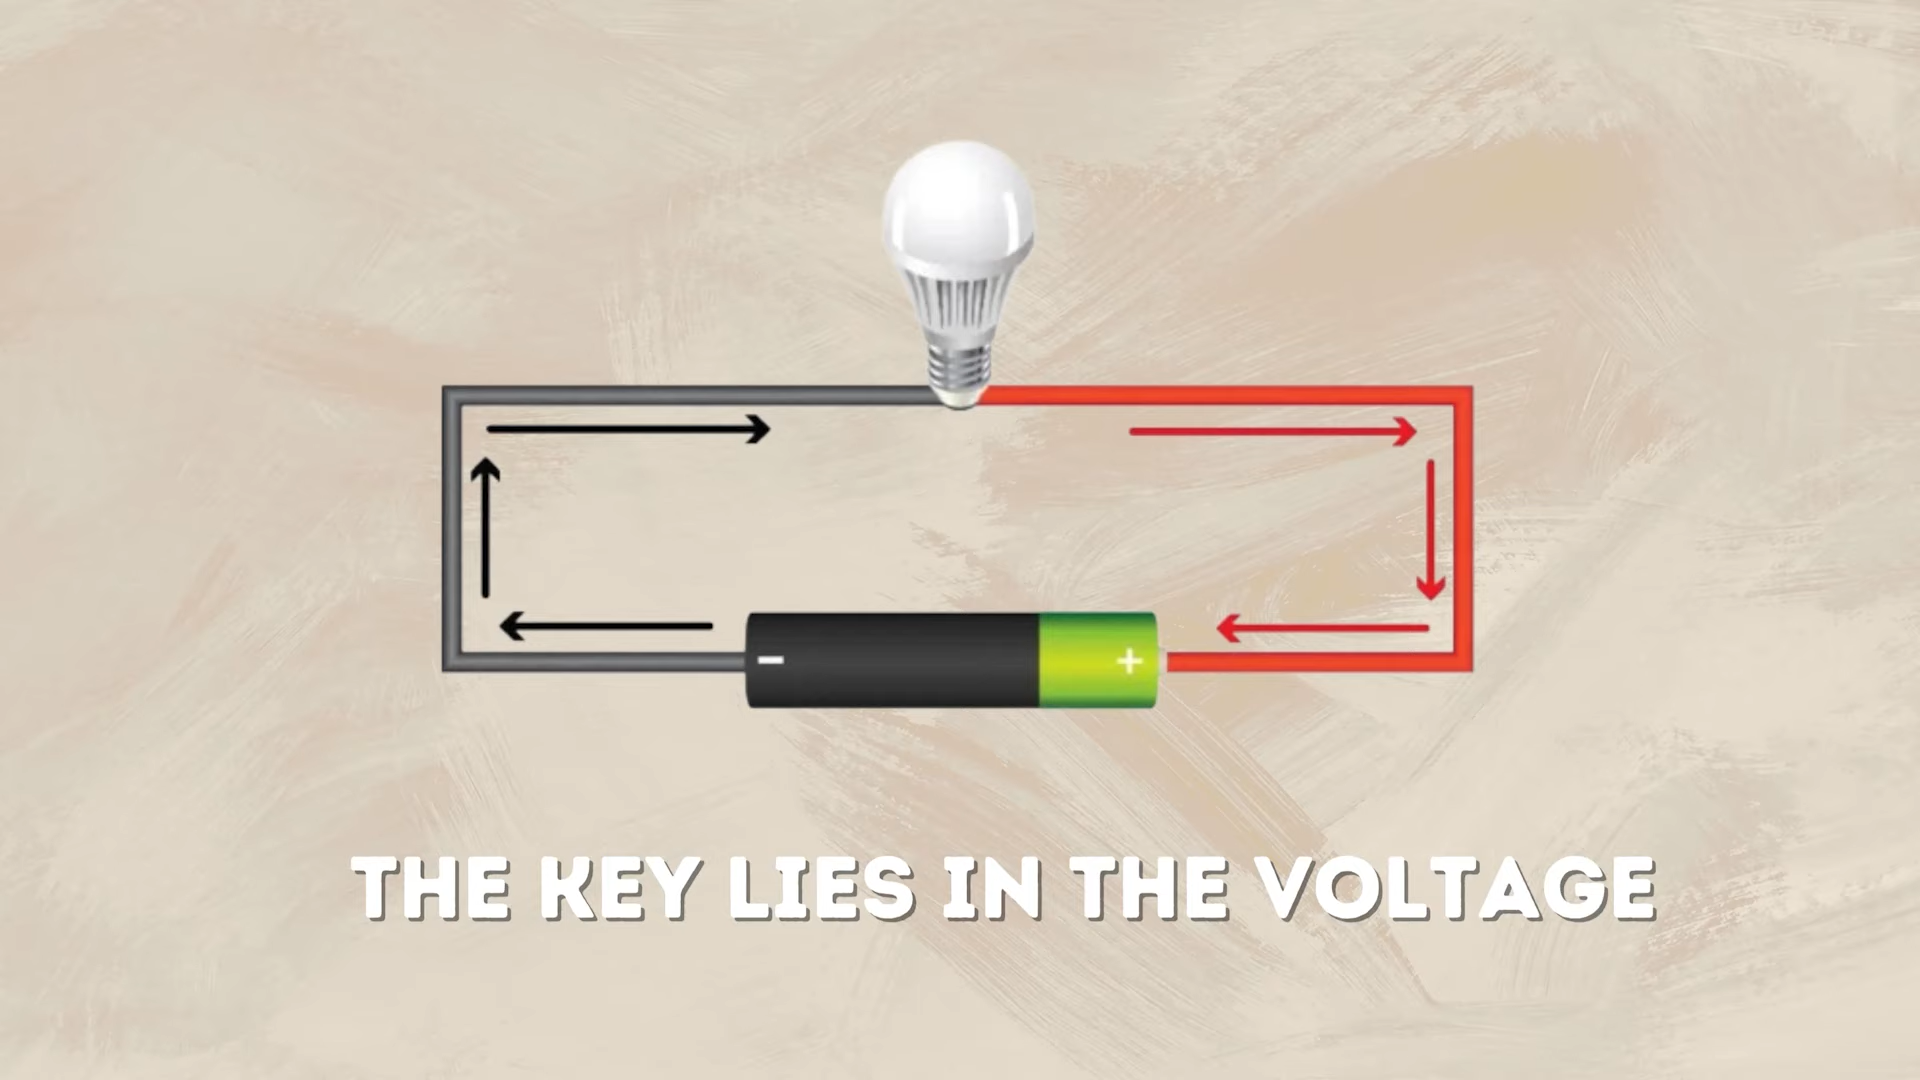 − +
THE KEY LIES IN THE VOLTAGE